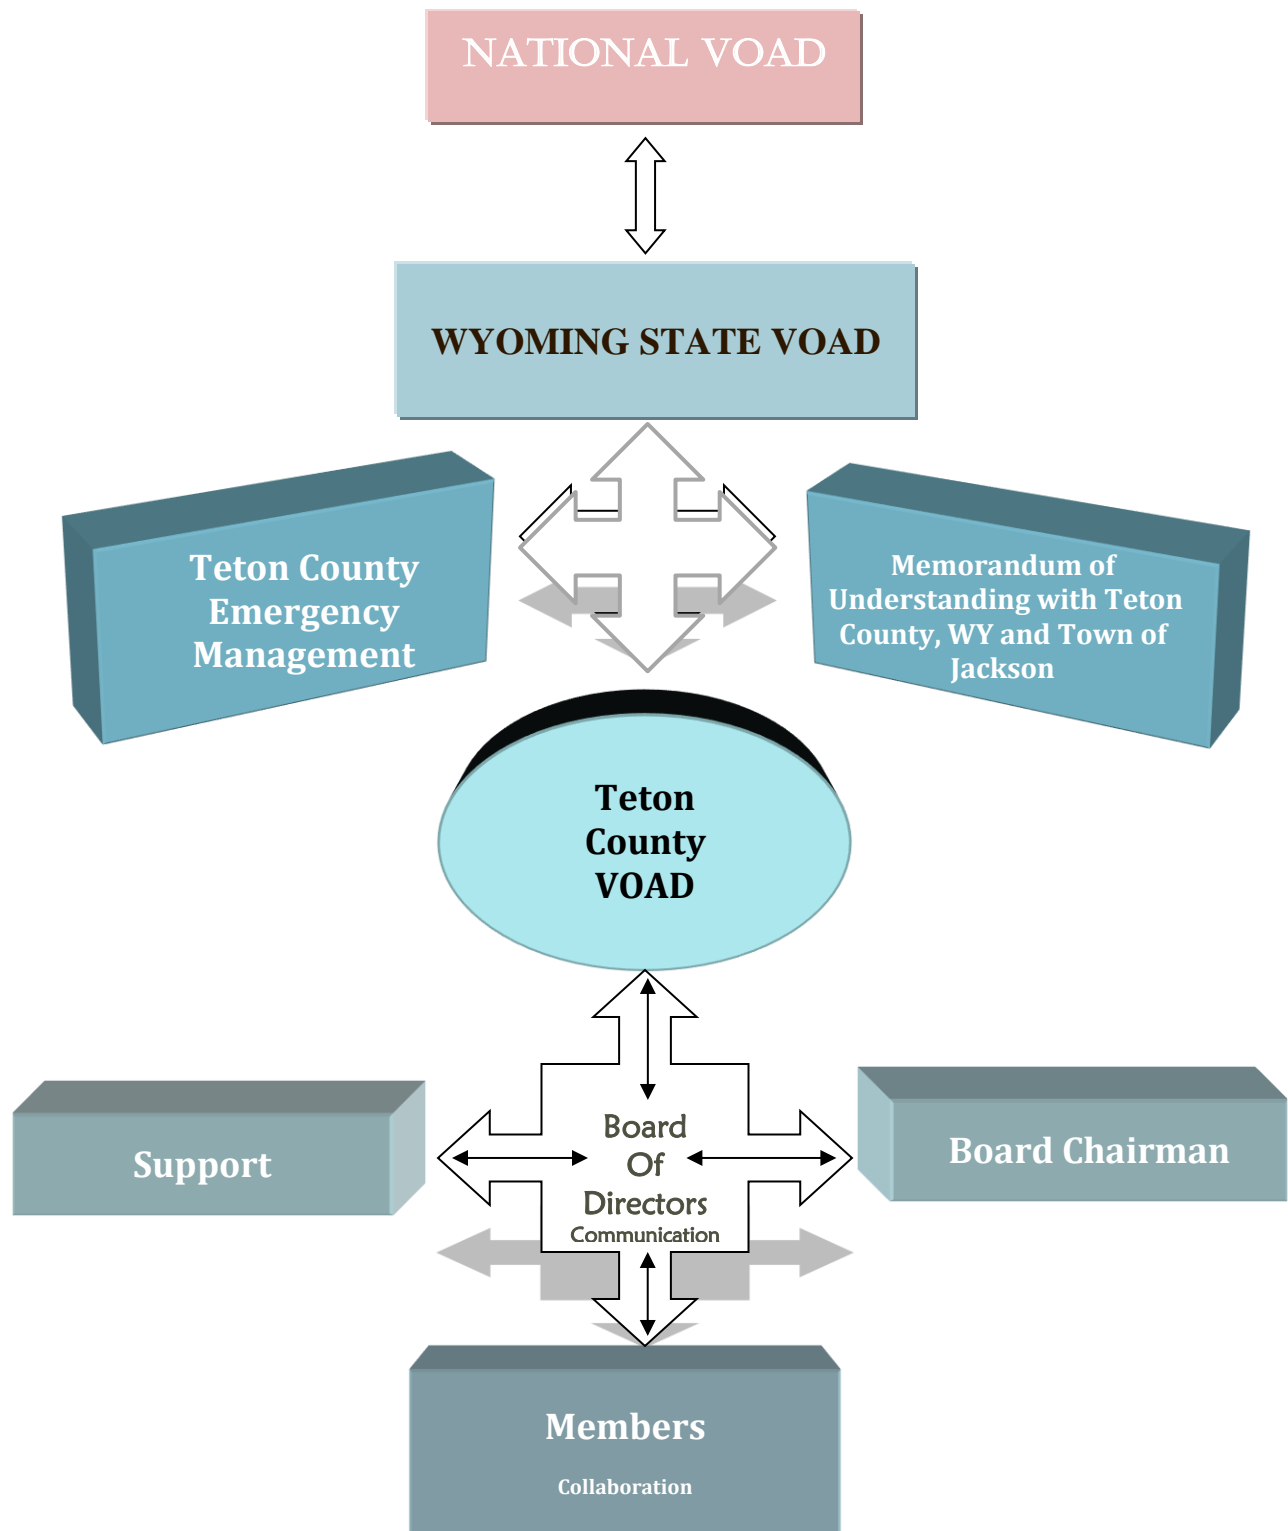 NATIONAL VOAD
WYOMING STATE VOAD
Teton County
Emergency
Management
Memorandum of
Understanding with Teton
County, WY and Town of
Jackson
Teton
County
VOAD
Support
Board
Of
Directors
Communication
Board Chairman
Members
Collaboration